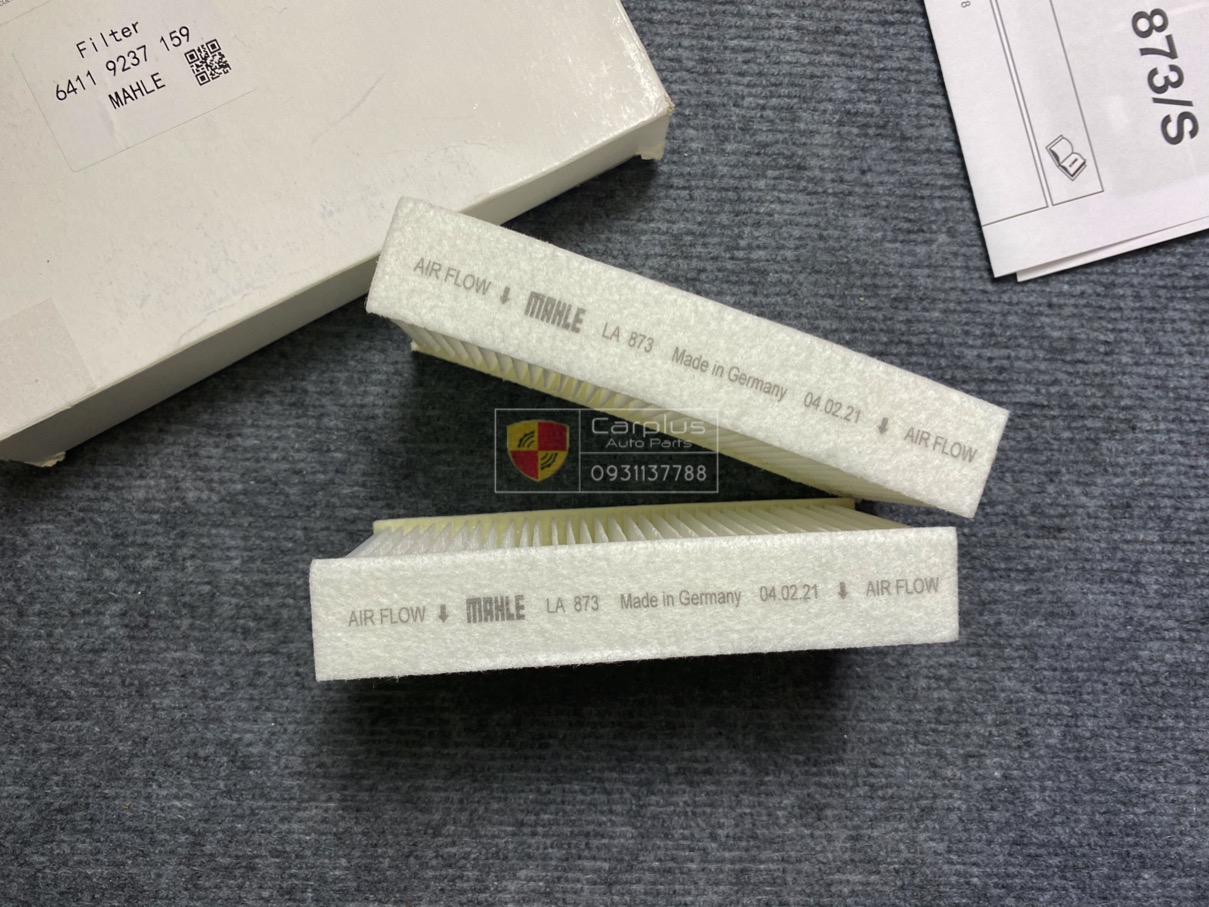 Filter
6411 9237 159
MAHLE
873/S
AIR FLOW MAHLE LA 873 Made in Germany 04.02.21 AIR FLOW
Carplus
Auto Parts
0931137788
AIR FLOW MAHLE LA 873 Made in Germany 04.02.21 AIR FLOW